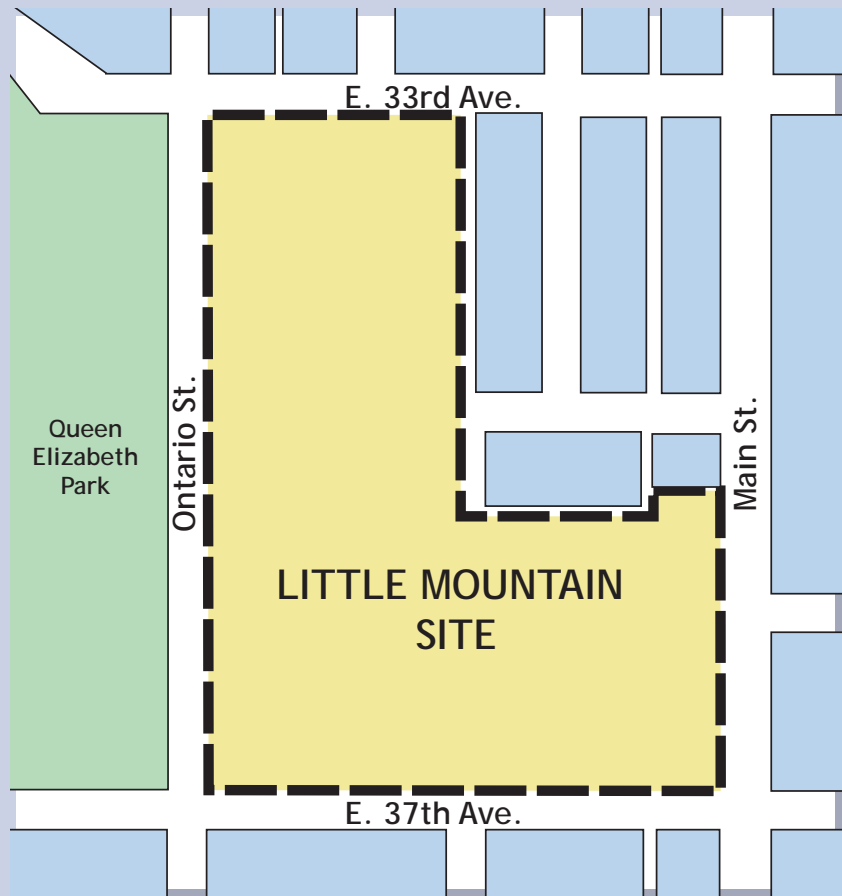 E. 33rd Ave.
Queen
Elizabeth
Park
Ontario St.
Main St.
LITTLE MOUNTAIN
SITE
E. 37th Ave.